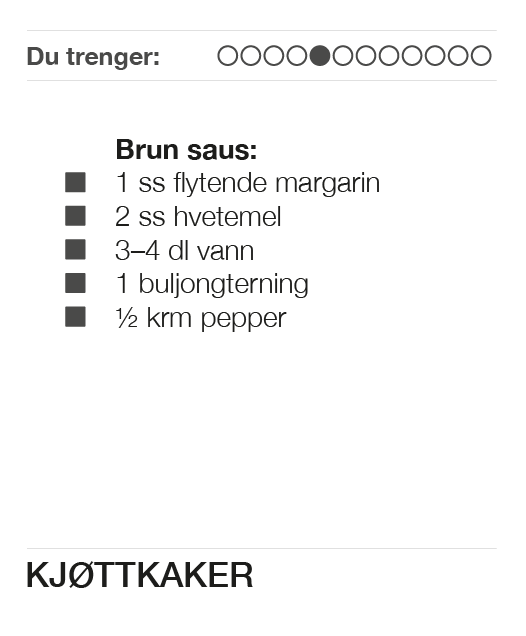 Du trenger:
Brun saus:
1 ss flytende margarin
2 ss hvetemel
3–4 dl vann
1 buljongterning
½ krm pepper
KJØTTKAKER